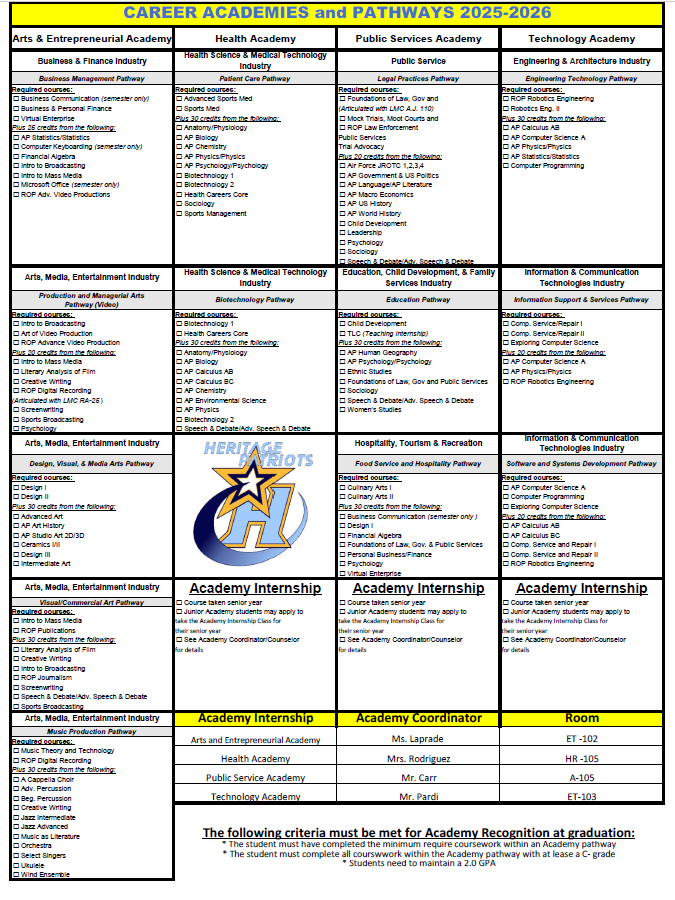 CAREER ACADEMIES and PATHWAYS 2025-2026
Arts & Entrepreneurial Academy
Business & Finance Industry
Business Management Pathway
Required courses:
☐ Business Communication (semester only)
☐ Business & Personal Finance
☐ Virtual Enterprise
Plus 25 credits from the following:
☐ AP Statistics/Statistics
☐ Computer Keyboarding (semester only)
☐ Financial Algebra
☐ Intro to Broadcasting
☐ Intro to Mass Media
☐ Microsoft Office (semester only)
☐ ROP Adv. Video Productions
Health Academy
Health Science & Medical Technology
Industry
Patient Care Pathway
Required courses:
☐ Advanced Sports Med
☐ Sports Med
Plus 30 credits from the following:
☐ Anatomy/Physiology
☐ AP Biology
☐ AP Chemistry
☐ AP Physics/Physics
☐ AP Psychology/Psychology
☐ Biotechnology 1
☐ Biotechnology 2
☐ Health Careers Core
☐ Sociology
☐ Sports Management
Public Services Academy
Public Service
Legal Practices Pathway
Required courses:
☐ Foundations of Law, Gov and
(Articulated with LMC A.J. 110)
☐ Mock Trials, Moot Courts and
☐ ROP Law Enforcement
Public Services
Trial Advocacy
Plus 20 credits from the following:
☐ Air Force JROTC 1,2,3,4
☐ AP Government & US Politics
☐ AP Language/AP Literature
☐ AP Macro Economics
☐ AP US History
☐ AP World History
☐ Child Development
☐ Leadership
☐ Psychology
☐ Sociology
☐ Speech & Debate/Adv. Speech & Debate
Technology Academy
Engineering & Architecture Industry
Engineering Technology Pathway
Required courses:
☐ ROP Robotics Engineering
☐ Robotics Eng. II
Plus 30 credits from the following:
☐ AP Calculus AB
☐ AP Computer Science A
☐ AP Physics/Physics
☐ AP Statistics/Statistics
☐ Computer Programming
Arts, Media, Entertainment Industry
Production and Managerial Arts
Pathway (Video)
Required courses:
☐ Intro to Broadcasting
☐ Art of Video Production
☐ ROP Advance Video Production
Plus 20 credits from the following:
☐ Intro to Mass Media
☐ Literary Analysis of Film
☐ Creative Writing
☐ ROP Digital Recording
(Articulated with LMC RA-25)
☐ Screenwriting
☐ Sports Broadcasting
☐ Psychology
Health Science & Medical Technology
Industry
Biotechnology Pathway
Required courses:
☐ Biotechnology 1
☐ Health Careers Core
Plus 30 credits from the following:
☐ Anatomy/Physiology
☐ AP Biology
☐ AP Calculus AB
☐ AP Calculus BC
☐ AP Chemistry
☐ AP Environmental Science
☐ AP Physics
☐ Biotechnology 2
☐ Speech & Debate/Adv. Speech & Debate
Education, Child Development, & Family
Services Industry
Education Pathway
Required courses:
☐ Child Development
☐ TLC (Teaching internship)
Plus 30 credits from the following:
☐ AP Human Geography
☐ AP Psychology/Psychology
☐ Ethnic Studies
☐ Foundations of Law, Gov and Public Services
☐ Sociology
☐ Speech & Debate/Adv. Speech & Debate
☐ Women's Studies
Information & Communication
Technologies Industry
Information Support & Services Pathway
Required courses:
☐ Comp. Service/Repair I
☐ Comp. Service/Repair II
☐ Exploring Computer Science
Plus 20 credits from the following:
☐ AP Computer Science A
☐ AP Physics/Physics
☐ ROP Robotics Engineering
Arts, Media, Entertainment Industry
Design, Visual, & Media Arts Pathway
Required courses:
☐ Design I
☐ Design II
Plus 30 credits from the following:
☐ Advanced Art
☐ AP Art History
☐ AP Studio Art 2D/3D
☐ Ceramics I/II
☐ Design III
☐ Intermediate Art
HERITAGE
PATRIOTS
H
Hospitality, Tourism & Recreation
Food Service and Hospitality Pathway
Required courses:
☐ Culinary Arts I
☐ Culinary Arts II
Plus 30 credits from the following:
☐ Business Communication (semester only )
☐ Design I
☐ Financial Algebra
☐ Foundations of Law, Gov. & Public Services
☐ Personal Business/Finance
☐ Psychology
☐ Virtual Enterprise
Information & Communication
Technologies Industry
Software and Systems Development Pathway
Required courses:
☐ AP Computer Science A
☐ Computer Programming
☐ Exploring Computer Science
Plus 20 credits from the following:
☐ AP Calculus AB
☐ AP Calculus BC
☐ Comp. Service and Repair I
☐ Comp. Service and Repair II
☐ ROP Robotics Engineering
Arts, Media, Entertainment Industry
Visual/Commercial Art Pathway
Required courses:
☐ Intro to Mass Media
☐ ROP Publications
Plus 30 credits from the following:
☐ Literary Analysis of Film
☐ Creative Writing
☐ Intro to Broadcasting
☐ ROP Journalism
☐ Screenwriting
☐ Speech & Debate/Adv. Speech & Debate
☐ Sports Broadcasting
Academy Internship
☐ Course taken senior year
☐ Junior Academy students may apply to
take the Academy Internship Class for
their senior year
☐ See Academy Coordinator/Counselor
for details
Academy Internship
☐ Course taken senior year
☐ Junior Academy students may apply to
take the Academy Internship Class for
their senior year
☐ See Academy Coordinator/Counselor
for details
Academy Internship
☐ Course taken senior year
☐ Junior Academy students may apply to
take the Academy Internship Class for
their senior year
☐ See Academy Coordinator/Counselor
for details
Arts, Media, Entertainment Industry
Music Production Pathway
Required courses:
☐ Music Theory and Technology
☐ ROP Digital Recording
Plus 30 credits from the following:
☐ A Cappella Choir
☐ Adv. Percussion
☐ Beg. Percussion
☐ Creative Writing
☐ Jazz Intermediate
☐ Jazz Advanced
☐ Music as Literature
☐ Orchestra
☐ Select Singers
☐ Ukulele
☐ Wind Ensemble
Academy Internship Academy Coordinator Room
Arts and Entrepreneurial Academy Ms. Laprade ET -102
Health Academy Mrs. Rodriguez HR -105
Public Service Academy Mr. Carr A-105
Technology Academy Mr. Pardi ET-103
The following criteria must be met for Academy Recognition at graduation:
* The student must have completed the minimum require coursework within an Academy pathway
* The student must complete all courswwork within the Academy pathway with at lease a C- grade
* Students need to maintain a 2.0 GPA